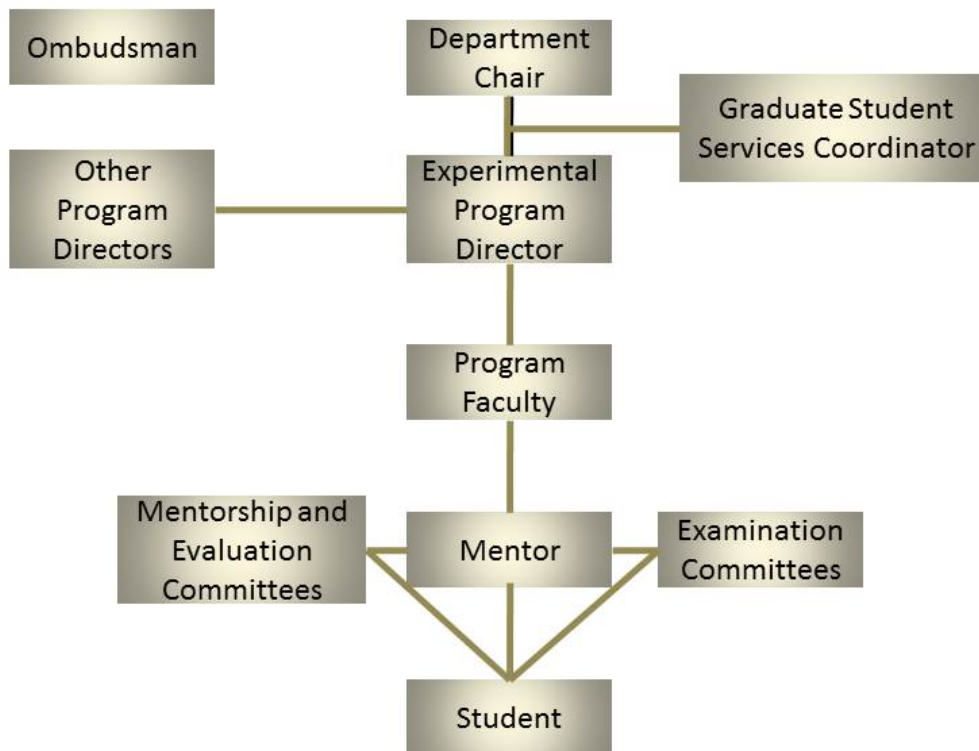 Ombudsman
Department
Chair
Graduate Student
Services Coordinator
Other
Program
Directors
Experimental
Program
Director
Program
Faculty
Mentorship and
Evaluation
Committees
Mentor
Examination
Committees
Student